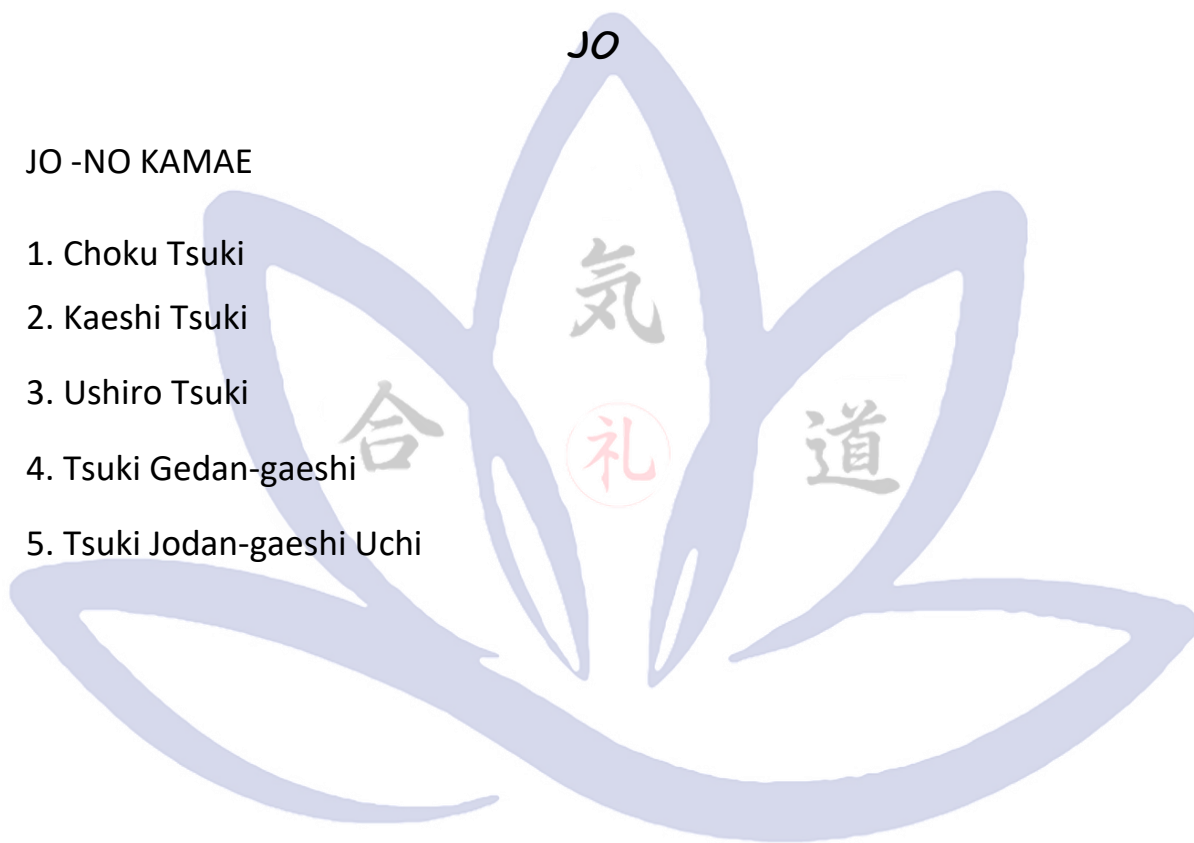 JO
JO -NO KAMAE
1. Choku Tsuki
2. Kaeshi Tsuki
3. Ushiro Tsuki
4. Tsuki Gedan-gaeshi
5. Tsuki Jodan-gaeshi Uchi
気
合
礼
道